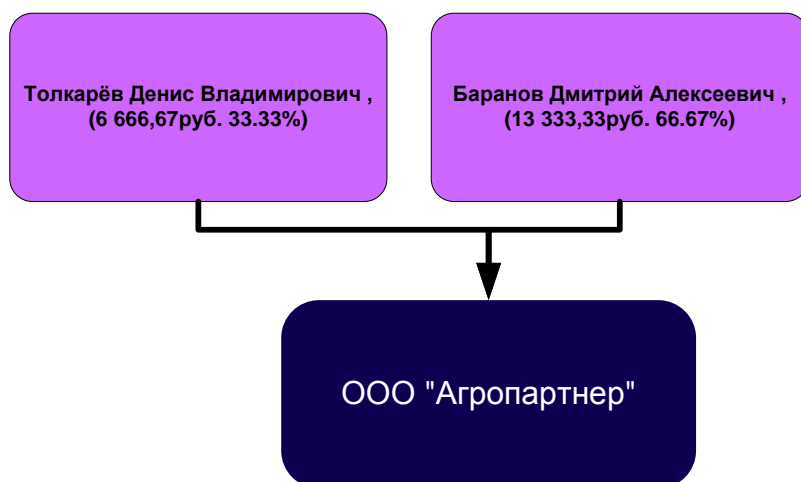 Толкарёв Денис Владимирович ,
(6 666,67руб. 33.33%)
Баранов Дмитрий Алексеевич ,
(13 333,33руб. 66.67%)
ООО "Агропартнер"